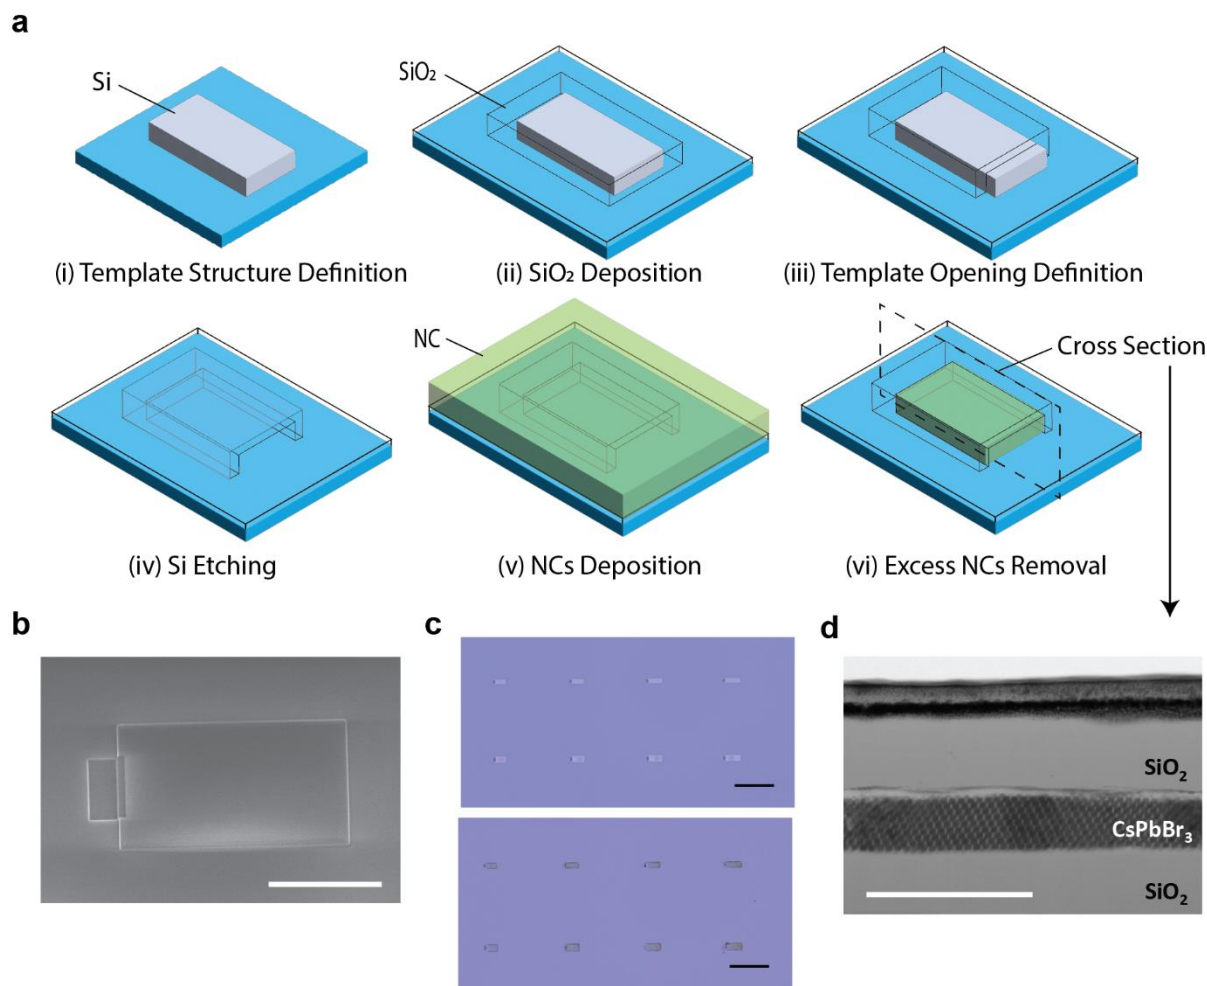 a
Si
SiO₂
(i) Template Structure Definition
(ii) SiO₂ Deposition
(iii) Template Opening Definition
NC
Cross Section
(iv) Si Etching
(v) NCs Deposition
(vi) Excess NCs Removal
b
c
d
SiO₂
CsPbBr₃
SiO₂